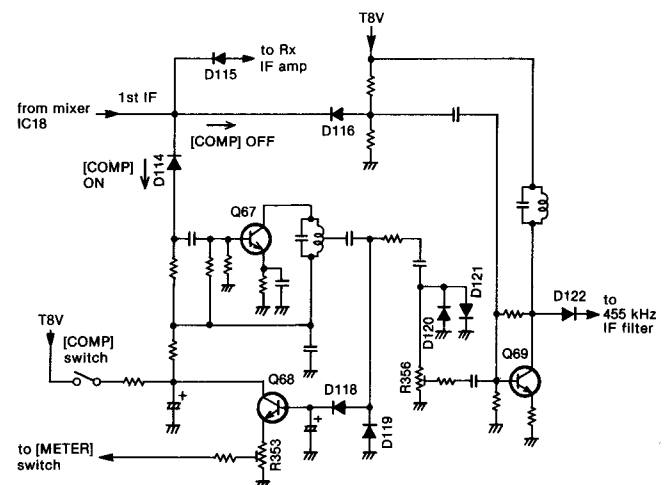 T8V
to Rx
IF amp
D115
1st IF
from mixer
IC18
D116
[COMP] OFF
[COMP]
ON
D114
Q67
D121
D120
D122
to
455 kHz
IF filter
T8V
[COMP]
switch
Q68
D118
R356
Q69
D119
R353
to [METER]
switch